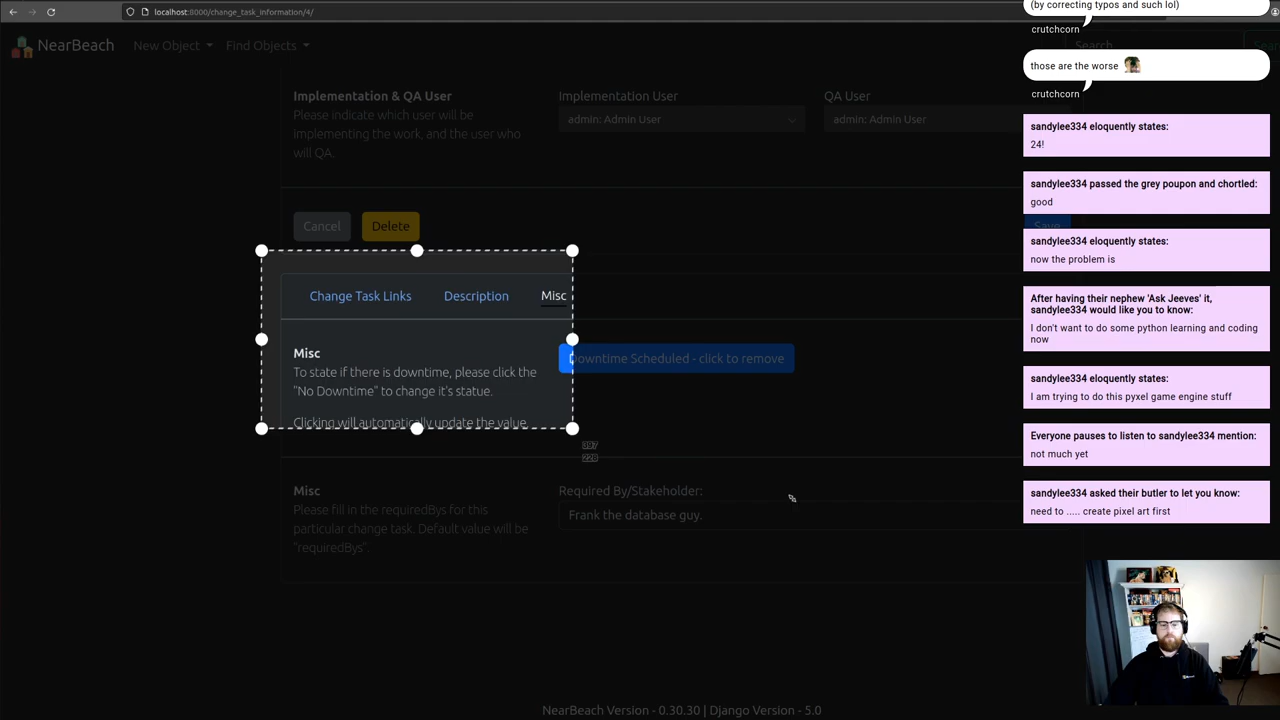 localhost:8000/change_task_information/4/
NearBeach
New Object
Find Objects
Search
Implementation & QA User
Please indicate which user will be
implementing the work, and the user who
will QA.
Implementation User
admin: Admin User
QA User
admin: Admin User
Cancel
Delete
Save
Change Task Links
Description
Misc
Misc
To state if there is downtime, please click the
"No Downtime" to change it's statue.
Clicking will automatically update the value.
Downtime Scheduled - click to remove
397
228
Misc
Please fill in the requiredBys for this
particular change task. Default value will be
"requiredBys".
Required By/Stakeholder:
Frank the database guy.
NearBeach Version - 0.30.30 | Django Version - 5.0
(by correcting typos and such lol)
crutchcorn
those are the worse
crutchcorn
sandylee334 eloquently states:
24!
sandylee334 passed the grey poupon and chortled:
good
sandylee334 eloquently states:
now the problem is
After having their nephew 'Ask Jeeves' it,
sandylee334 would like you to know:
I don't want to do some python learning and coding
now
sandylee334 eloquently states:
I am trying to do this pyxel game engine stuff
Everyone pauses to listen to sandylee334 mention:
not much yet
sandylee334 asked their butler to let you know:
need to ..... create pixel art first